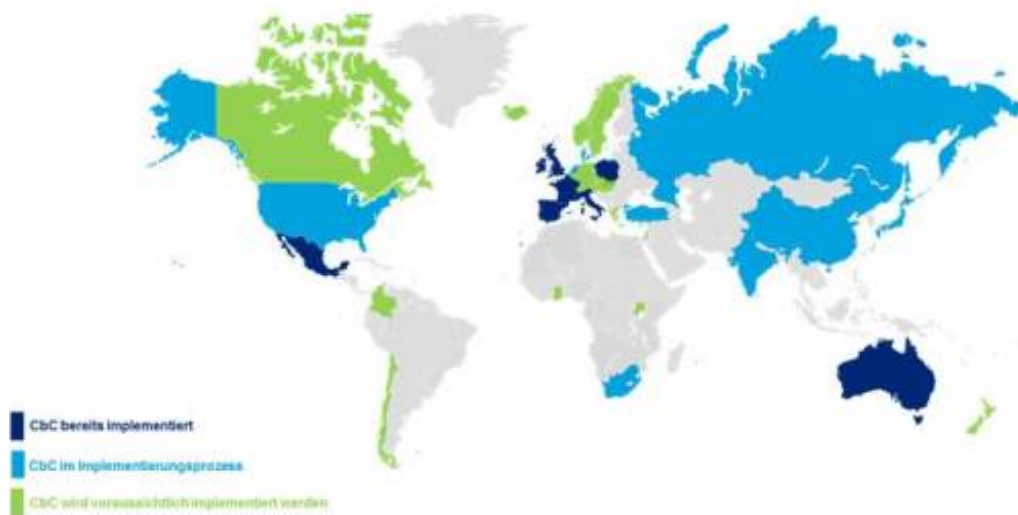 CbC bereits implementiert
CbC im Implementierungsprozess
CbC wird voraussichtlich implementiert werden